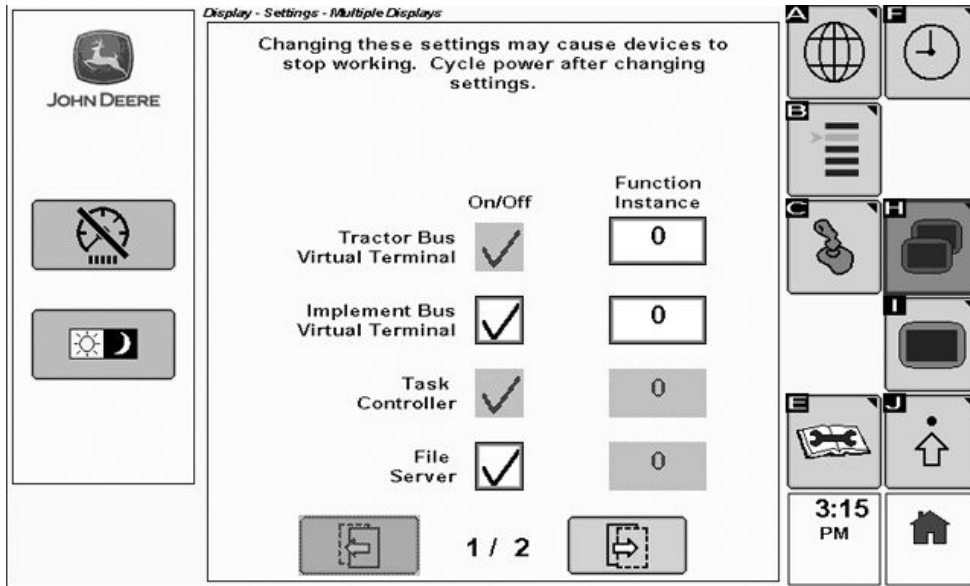 Display - Settings - Multiple Displays
JOHN DEERE
Changing these settings may cause devices to
stop working. Cycle power after changing
settings.
On/Off
Function
Instance
Tractor Bus
Virtual Terminal
0
Implement Bus
Virtual Terminal
0
Task
Controller
0
File
Server
0
1 / 2
A
F
B
C
H
I
E
J
3:15
PM